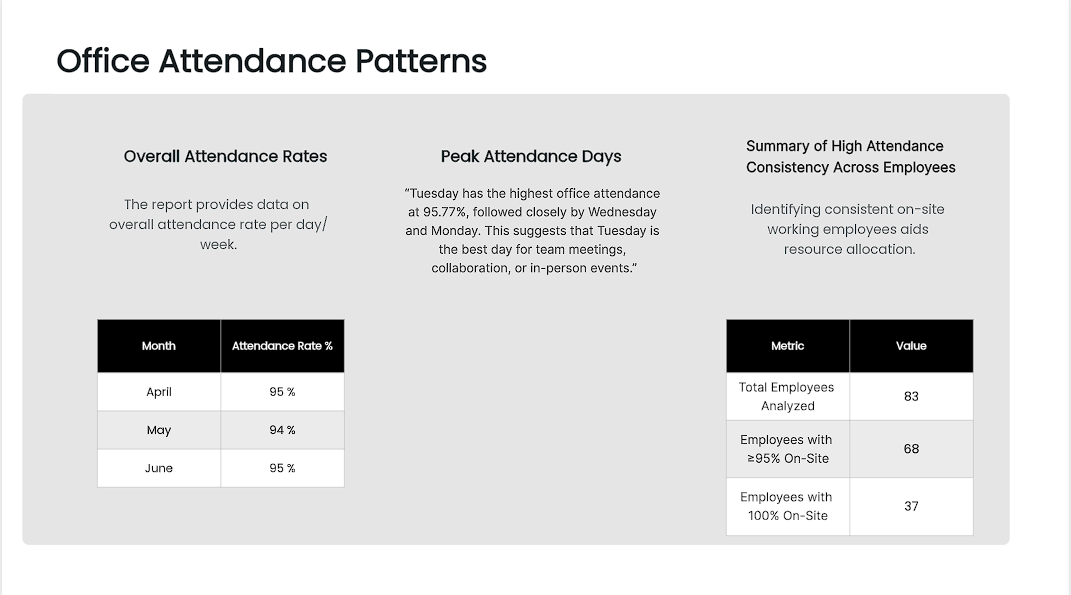 Office Attendance Patterns
Overall Attendance Rates
The report provides data on
overall attendance rate per day/
week.
Month Attendance Rate %
April 95 %
May 94 %
June 95 %
Peak Attendance Days
“Tuesday has the highest office attendance
at 95.77%, followed closely by Wednesday
and Monday. This suggests that Tuesday is
the best day for team meetings,
collaboration, or in-person events.”
Summary of High Attendance
Consistency Across Employees
Identifying consistent on-site
working employees aids
resource allocation.
Metric Value
Total Employees
Analyzed 83
Employees with
≥95% On-Site 68
Employees with
100% On-Site 37